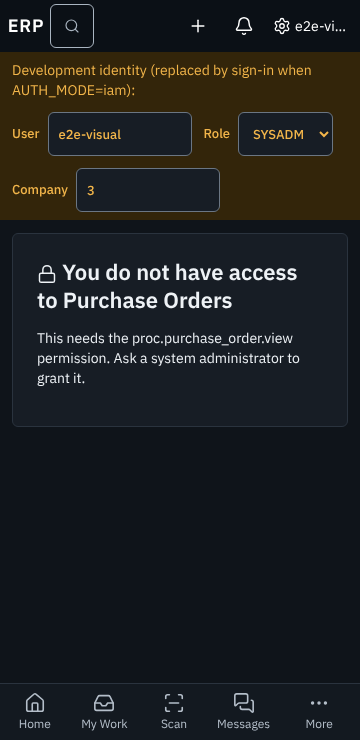 ERP
e2e-vi...
Development identity (replaced by sign-in when
AUTH_MODE=iam):
User e2e-visual Role SYSADM
Company 3
You do not have access
to Purchase Orders
This needs the proc.purchase_order.view
permission. Ask a system administrator to
grant it.
Home My Work Scan Messages More